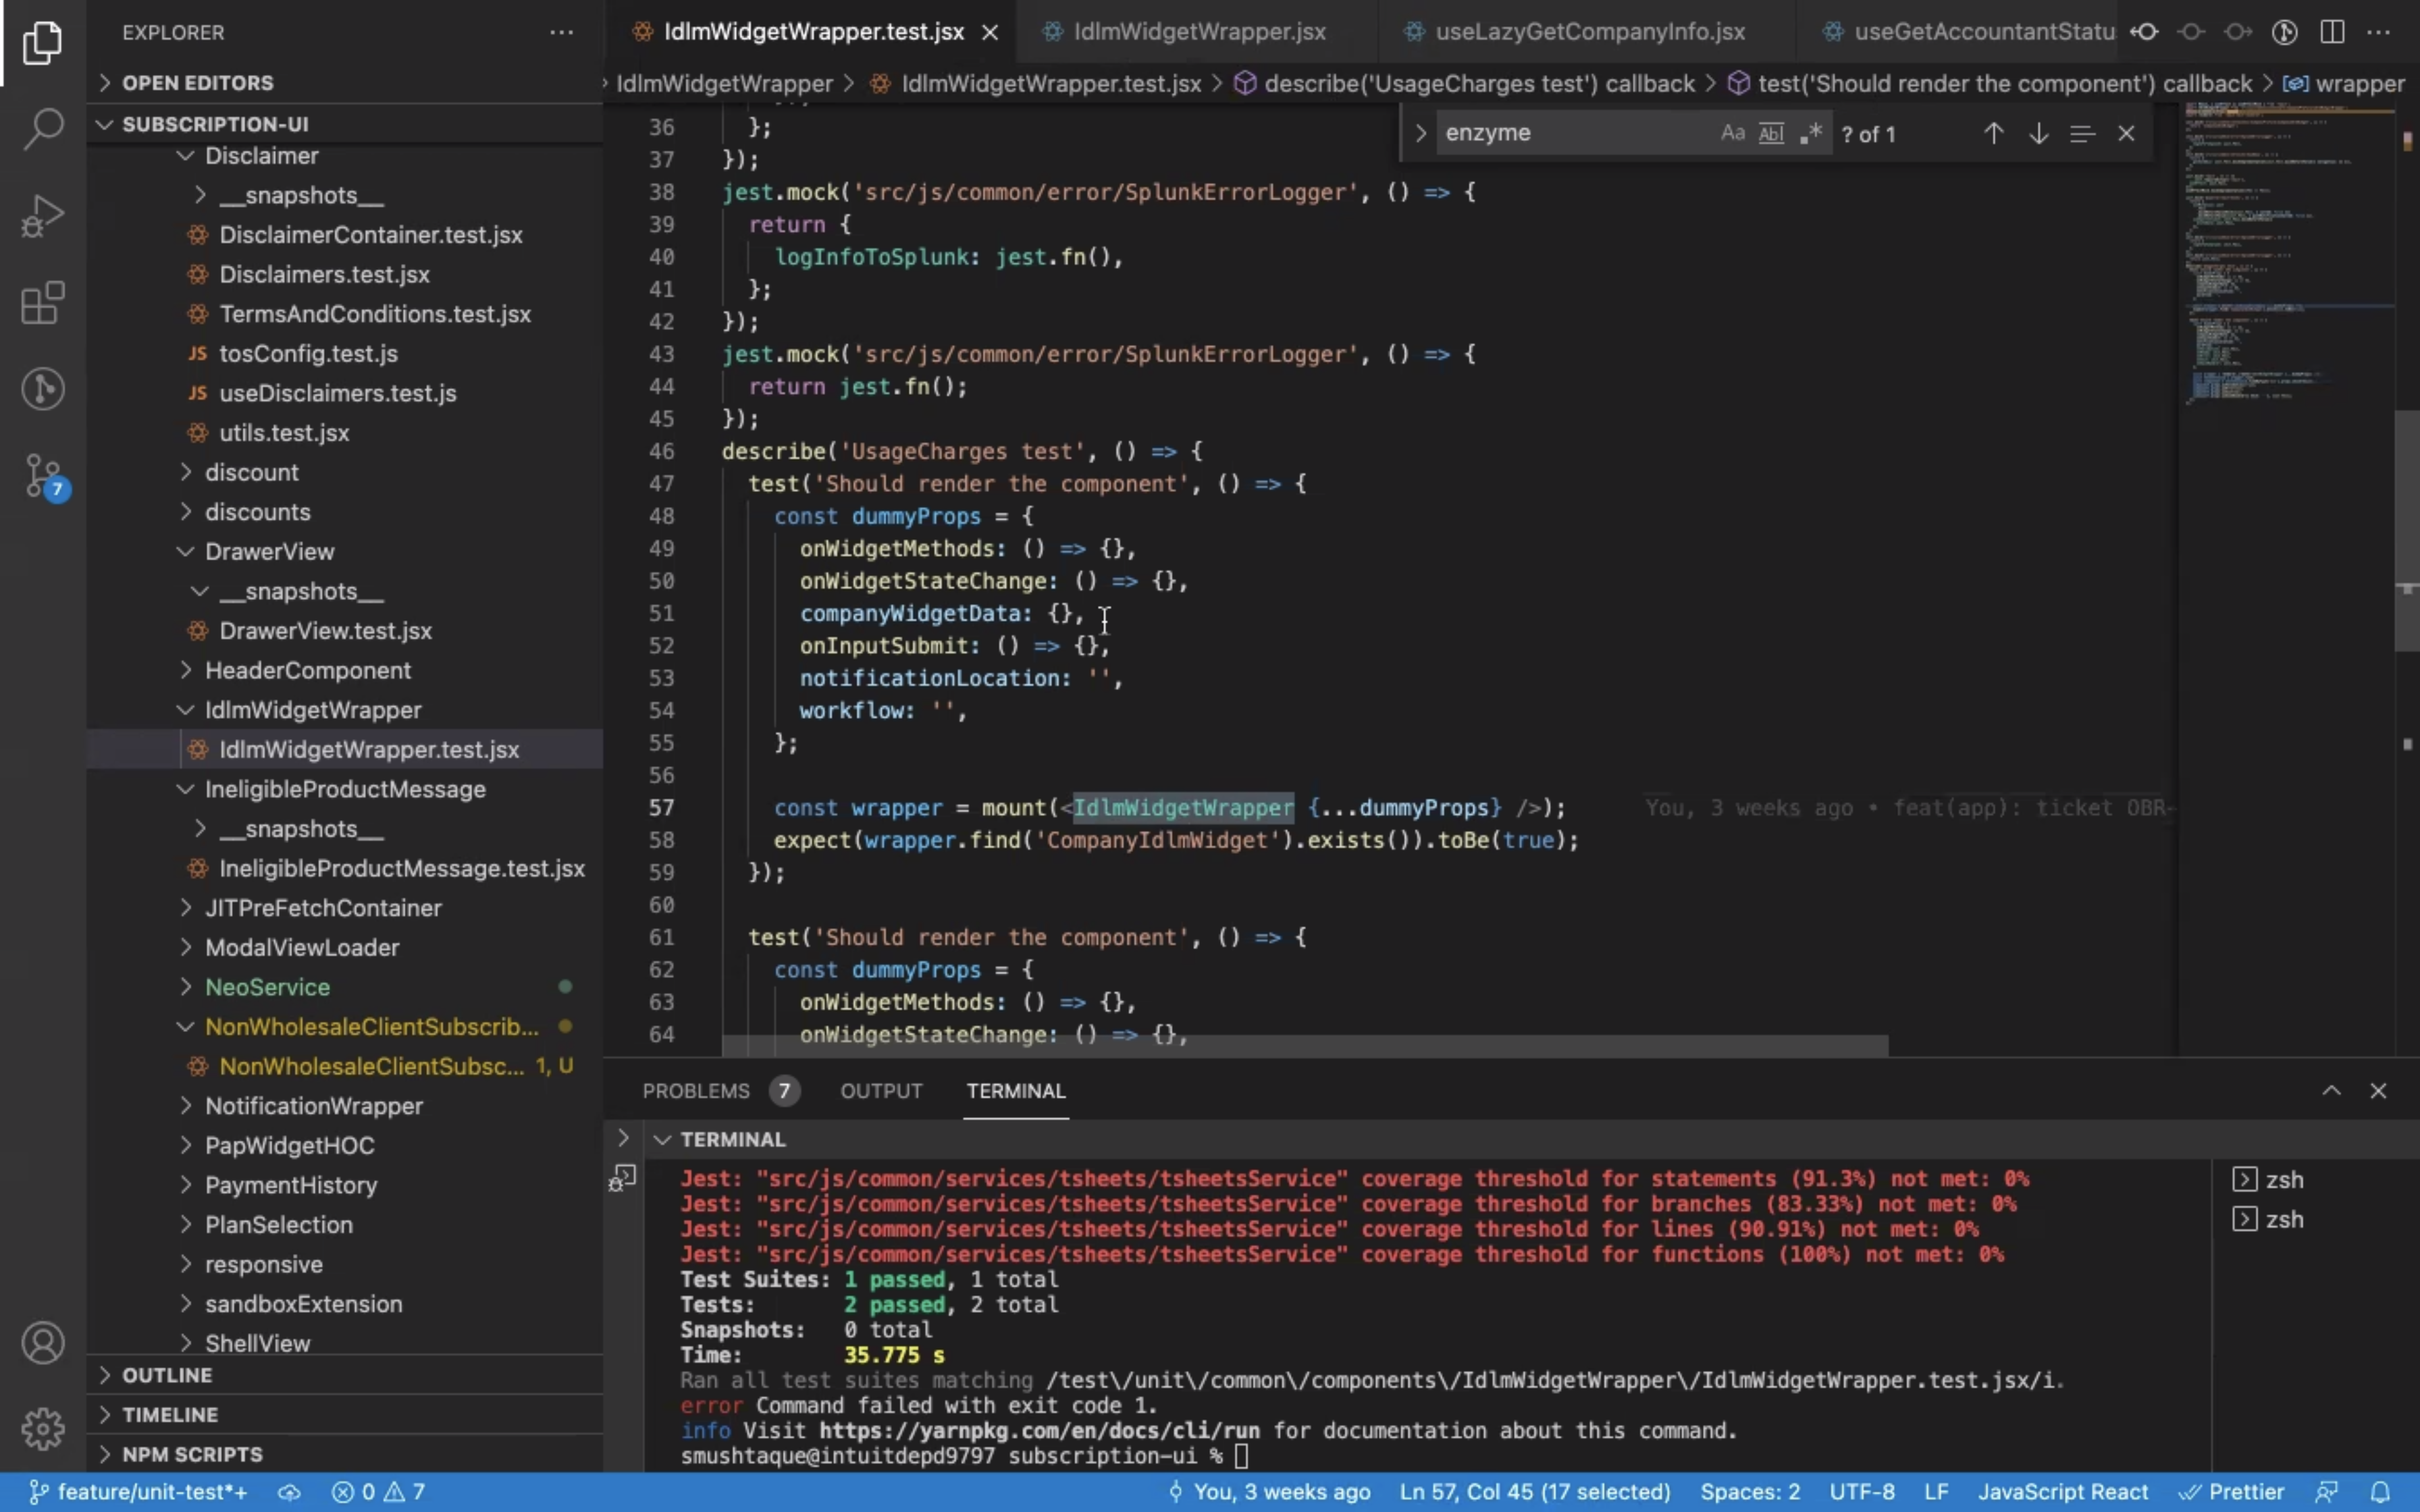 EXPLORER
OPEN EDITORS
SUBSCRIPTION-UI
Disclaimer
__snapshots__
DisclaimerContainer.test.jsx
Disclaimers.test.jsx
TermsAndConditions.test.jsx
JS tosConfig.test.js
JS useDisclaimers.test.js
utils.test.jsx
discount
discounts
DrawerView
__snapshots__
DrawerView.test.jsx
HeaderComponent
IdlmWidgetWrapper
IdlmWidgetWrapper.test.jsx
IneligibleProductMessage
__snapshots__
IneligibleProductMessage.test.jsx
JITPreFetchContainer
ModalViewLoader
NeoService
NonWholesaleClientSubscrib...
NonWholesaleClientSubsc... 1, U
NotificationWrapper
PapWidgetHOC
PaymentHistory
PlanSelection
responsive
sandboxExtension
ShellView
OUTLINE
TIMELINE
NPM SCRIPTS
7
IdlmWidgetWrapper.test.jsx IdlmWidgetWrapper.jsx useLazyGetCompanyInfo.jsx useGetAccountantStatu
IdlmWidgetWrapper > IdlmWidgetWrapper.test.jsx > describe('UsageCharges test') callback > test('Should render the component') callback > wrapper
enzyme Aa Abl .* ? of 1
36 };
37 });
38 jest.mock('src/js/common/error/SplunkErrorLogger', () => {
39 return {
40 logInfoToSplunk: jest.fn(),
41 };
42 });
43 jest.mock('src/js/common/error/SplunkErrorLogger', () => {
44 return jest.fn();
45 });
46 describe('UsageCharges test', () => {
47 test('Should render the component', () => {
48 const dummyProps = {
49 onWidgetMethods: () => {},
50 onWidgetStateChange: () => {},
51 companyWidgetData: {},
52 onInputSubmit: () => {},
53 notificationLocation: '',
54 workflow: '',
55 };
56
57 const wrapper = mount(<IdlmWidgetWrapper {...dummyProps} />); You, 3 weeks ago • feat(app): ticket OBR-
58 expect(wrapper.find('CompanyIdlmWidget').exists()).toBe(true);
59 });
60
61 test('Should render the component', () => {
62 const dummyProps = {
63 onWidgetMethods: () => {},
64 onWidgetStateChange: () => {},
PROBLEMS 7 OUTPUT TERMINAL
TERMINAL
Jest: "src/js/common/services/tsheets/tsheetsService" coverage threshold for statements (91.3%) not met: 0%
Jest: "src/js/common/services/tsheets/tsheetsService" coverage threshold for branches (83.33%) not met: 0%
Jest: "src/js/common/services/tsheets/tsheetsService" coverage threshold for lines (90.91%) not met: 0%
Jest: "src/js/common/services/tsheets/tsheetsService" coverage threshold for functions (100%) not met: 0%
Test Suites: 1 passed, 1 total
Tests: 2 passed, 2 total
Snapshots: 0 total
Time: 35.775 s
Ran all test suites matching /test\/unit\/common\/components\/IdlmWidgetWrapper\/IdlmWidgetWrapper.test.jsx/i.
error Command failed with exit code 1.
info Visit https://yarnpkg.com/en/docs/cli/run for documentation about this command.
smushtaque@intuitdepd9797 subscription-ui %
zsh
zsh
feature/unit-test*+ 0 7 You, 3 weeks ago Ln 57, Col 45 (17 selected) Spaces: 2 UTF-8 LF JavaScript React Prettier